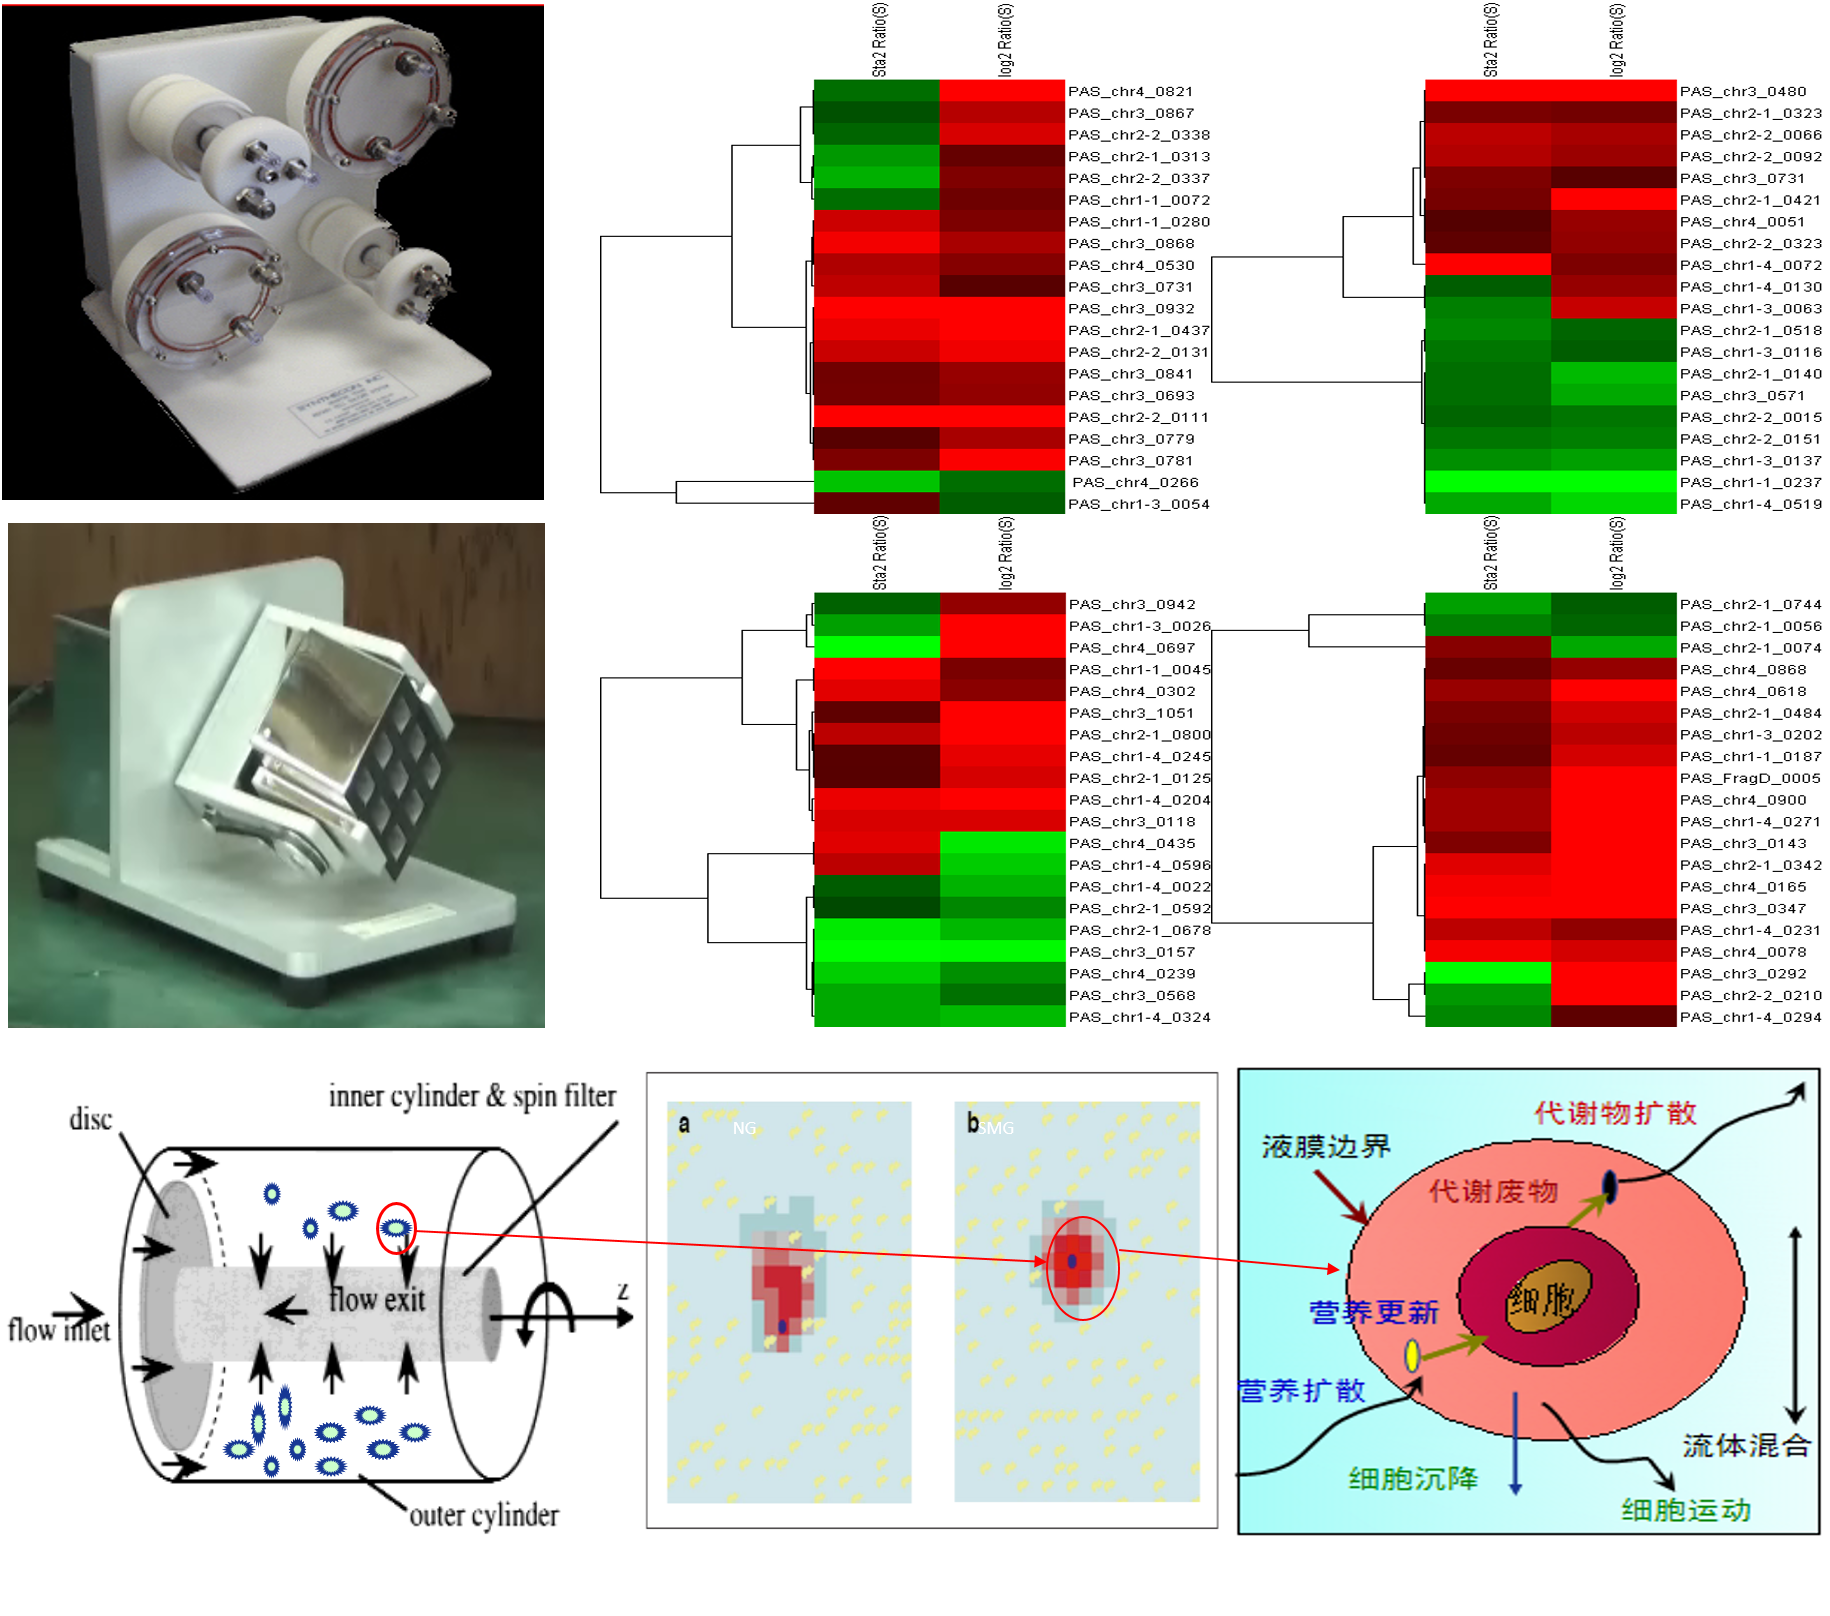 SYNTHECON INC
Sta2 Ratio(S)
log2 Ratio(S)
PAS_chr4_0821
PAS_chr3_0867
PAS_chr2-2_0338
PAS_chr2-1_0313
PAS_chr2-2_0337
PAS_chr1-1_0072
PAS_chr1-1_0280
PAS_chr3_0868
PAS_chr4_0530
PAS_chr3_0731
PAS_chr3_0932
PAS_chr2-1_0437
PAS_chr2-2_0131
PAS_chr3_0841
PAS_chr3_0693
PAS_chr2-2_0111
PAS_chr3_0779
PAS_chr3_0781
PAS_chr4_0266
PAS_chr1-3_0054
Sta2 Ratio(S)
log2 Ratio(S)
PAS_chr3_0480
PAS_chr2-1_0323
PAS_chr2-2_0066
PAS_chr2-2_0092
PAS_chr3_0731
PAS_chr2-1_0421
PAS_chr4_0051
PAS_chr2-2_0323
PAS_chr1-4_0072
PAS_chr1-4_0130
PAS_chr1-3_0063
PAS_chr2-1_0518
PAS_chr1-3_0116
PAS_chr2-1_0140
PAS_chr3_0571
PAS_chr2-2_0015
PAS_chr2-2_0151
PAS_chr1-3_0137
PAS_chr1-1_0237
PAS_chr1-4_0519
Sta2 Ratio(S)
log2 Ratio(S)
PAS_chr3_0942
PAS_chr1-3_0026
PAS_chr4_0697
PAS_chr1-1_0045
PAS_chr4_0302
PAS_chr3_1051
PAS_chr2-1_0800
PAS_chr1-4_0245
PAS_chr2-1_0125
PAS_chr1-4_0204
PAS_chr3_0118
PAS_chr4_0435
PAS_chr1-4_0596
PAS_chr1-4_0022
PAS_chr2-1_0592
PAS_chr2-1_0678
PAS_chr3_0157
PAS_chr4_0239
PAS_chr3_0568
PAS_chr1-4_0324
Sta2 Ratio(S)
log2 Ratio(S)
PAS_chr2-1_0744
PAS_chr2-1_0056
PAS_chr2-1_0074
PAS_chr4_0868
PAS_chr4_0618
PAS_chr2-1_0484
PAS_chr1-3_0202
PAS_chr1-1_0187
PAS_FragD_0005
PAS_chr4_0900
PAS_chr1-4_0271
PAS_chr3_0143
PAS_chr2-1_0342
PAS_chr4_0165
PAS_chr3_0347
PAS_chr1-4_0231
PAS_chr4_0078
PAS_chr3_0292
PAS_chr2-2_0210
PAS_chr1-4_0294
inner cylinder & spin filter
disc
flow exit
z
flow inlet
outer cylinder
a
NG
b
SMG
代谢物扩散
液膜边界
代谢废物
细胞
营养更新
营养扩散
流体混合
细胞沉降
细胞运动